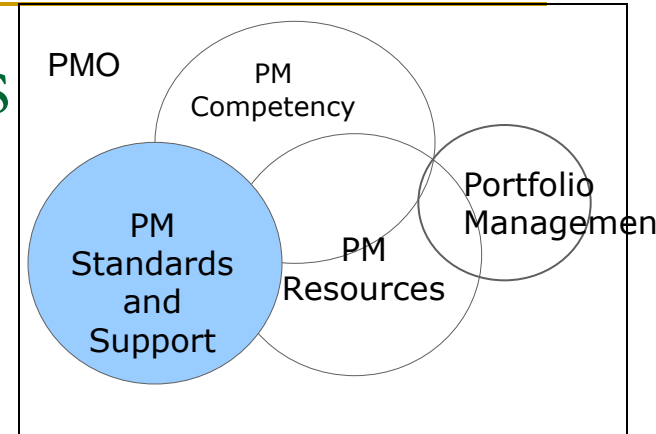 s
PMO
PM
Competency
Portfolio
Managemen
PM
Standards
and
Support
PM
Resources